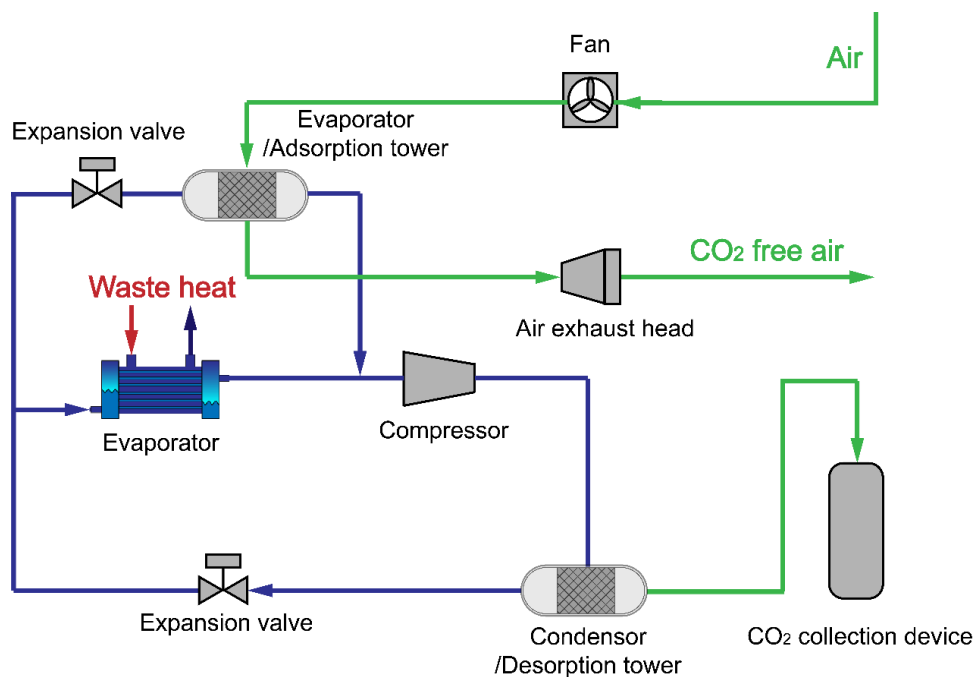 Fan
Air
Evaporator
/Adsorption tower
Expansion valve
CO₂ free air
Waste heat
Air exhaust head
Compressor
Evaporator
Expansion valve
Condensor
/Desorption tower
CO₂ collection device